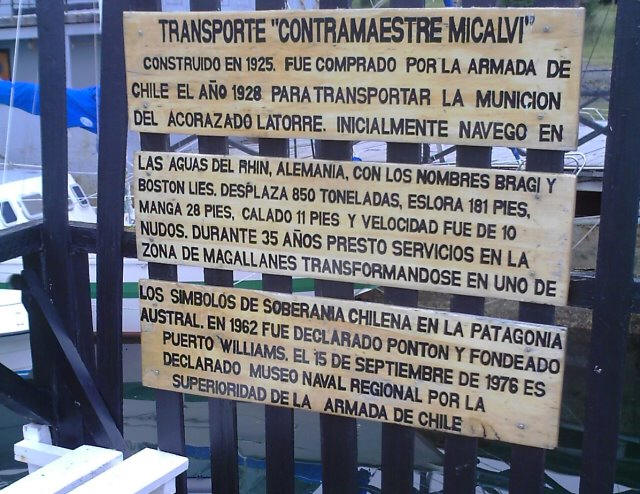 TRANSPORTE "CONTRAMAESTRE MICALVI"
CONSTRUIDO EN 1925. FUE COMPRADO POR LA ARMADA DE
CHILE EL AÑO 1928 PARA TRANSPORTAR LA MUNICION
DEL ACORAZADO LATORRE. INICIALMENTE NAVEGO EN
LAS AGUAS DEL RHIN, ALEMANIA, CON LOS NOMBRES BRAGI Y
BOSTON LIES. DESPLAZA 850 TONELADAS, ESLORA 181 PIES,
MANGA 28 PIES, CALADO 11 PIES Y VELOCIDAD FUE DE 10
NUDOS. DURANTE 35 AÑOS PRESTO SERVICIOS EN LA
ZONA DE MAGALLANES TRANSFORMANDOSE EN UNO DE
LOS SIMBOLOS DE SOBERANIA CHILENA EN LA PATAGONIA
AUSTRAL. EN 1962 FUE DECLARADO PONTON Y FONDEADO
PUERTO WILLIAMS. EL 15 DE SEPTIEMBRE DE 1976 ES
DECLARADO MUSEO NAVAL REGIONAL POR LA
SUPERIORIDAD DE LA ARMADA DE CHILE